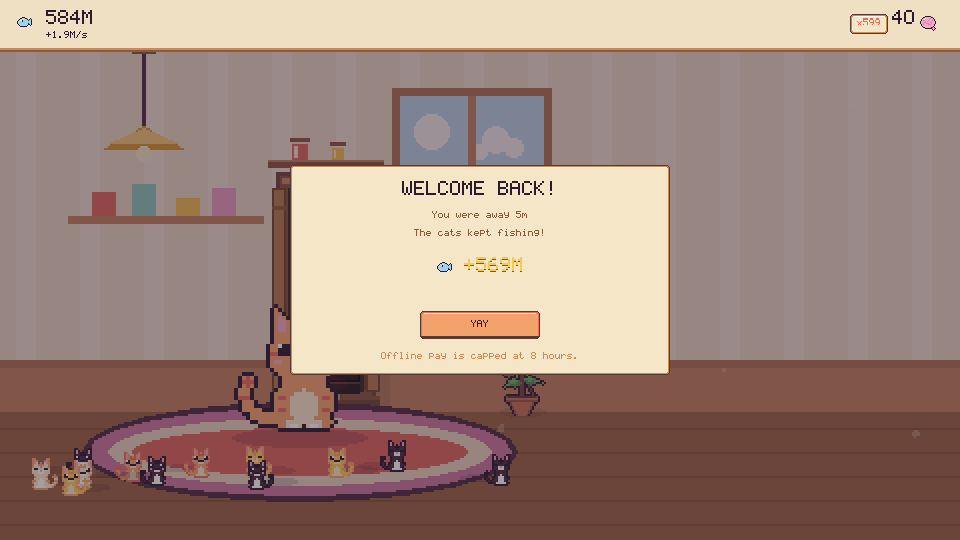 584M
+1.9M/s
x599 40
WELCOME BACK!
You were away 5m
The cats kept fishing!
+569M
YAY
Offline pay is capped at 8 hours.